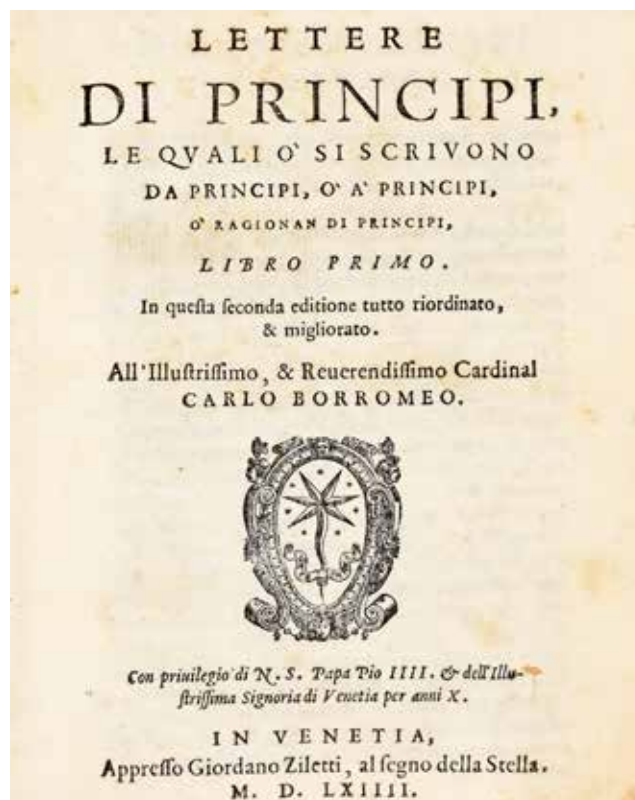 LETTERE
DI PRINCIPI,
LE QVALI O' SI SCRIVONO
DA PRINCIPI, O' A' PRINCIPI,
O' RAGIONAN DI PRINCIPI,
LIBRO PRIMO.
In queſta ſeconda editione tutto riordinato,
& migliorato.
All'Illuſtriſſimo, & Reuerendiſſimo Cardinal
CARLO BORROMEO.
Con priuilegio di N. S. Papa Pio IIII. & dell'Illu-
ſtriſſima Signoria di Venetia per anni X.
IN VENETIA,
Appreſſo Giordano Ziletti, al ſegno della Stella.
M. D. LXIIII.